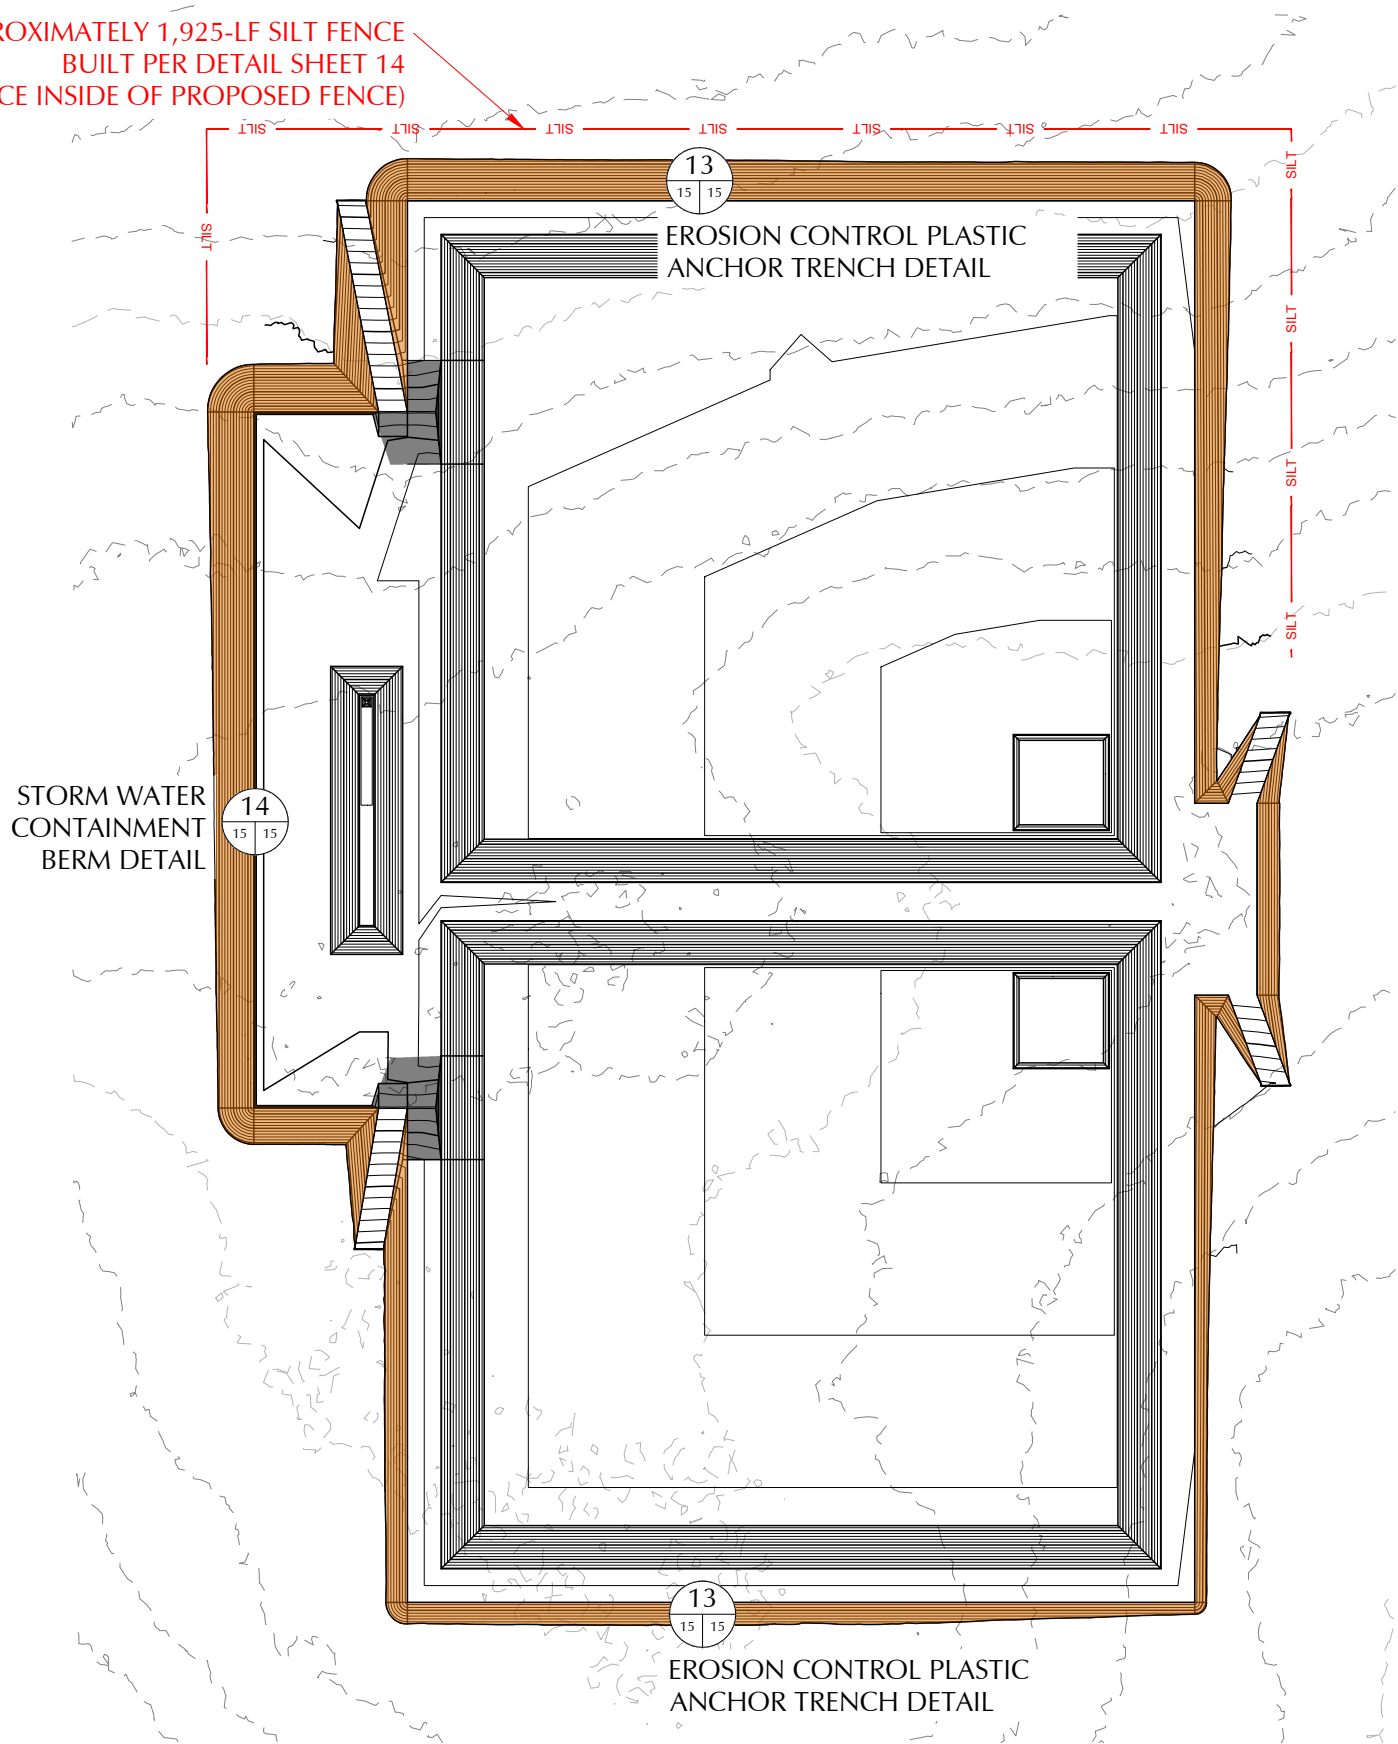 1,925-LF SILT FENCE
BUILT PER DETAIL SHEET 14
INSIDE OF PROPOSED FENCE)
SILT SILT SILT SILT SILT SILT SILT
SILT
SILT
SILT
SILT
SILT
SILT
13
15 15
EROSION CONTROL PLASTIC
ANCHOR TRENCH DETAIL
STORM WATER
CONTAINMENT
BERM DETAIL
14
15 15
13
15 15
EROSION CONTROL PLASTIC
ANCHOR TRENCH DETAIL